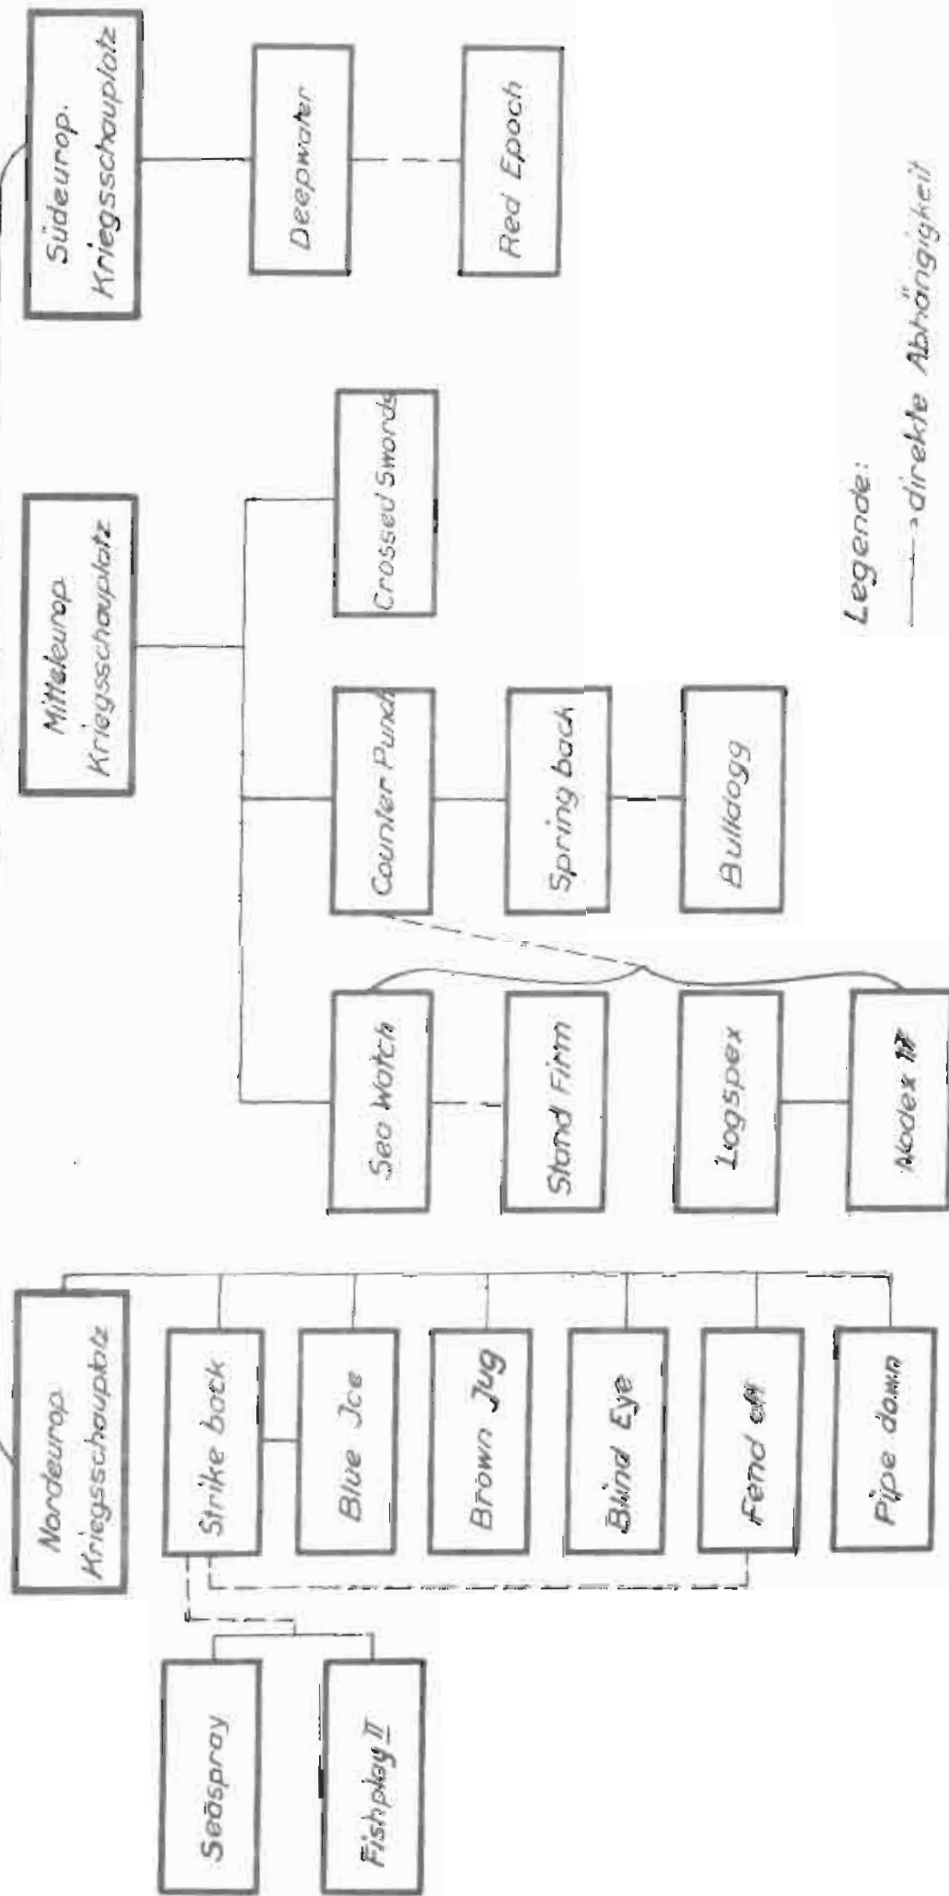 Nordeurop.
Kriegsschauplatz
Seaspray
Fishplay II
Strike back
Blue Jce
Brown Jug
Blind Eye
Fend off
Pipe down
Mitteleurop.
Kriegsschauplatz
Sea Watch
Stand Firm
Logspex
Nodex
Counter Punch
Spring back
Bulldogg
Crossed Swords
Südeurop.
Kriegsschauplatz
Deepwater
Red Epoch
Legende:
direkte Abhängigkeit